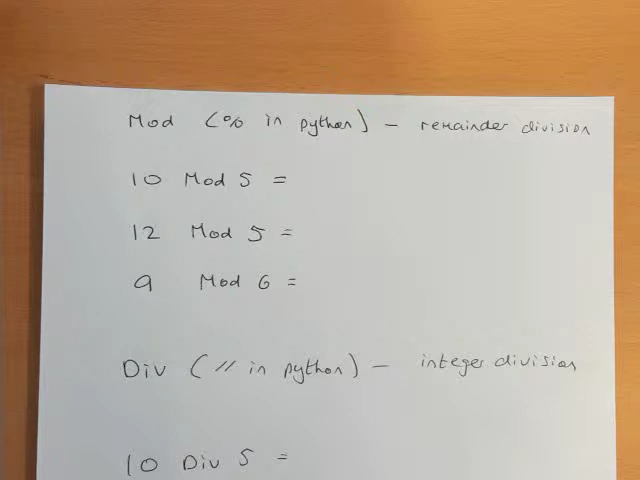 Mod (% in python) - remainder division
10 Mod 5 =
12 Mod 5 =
9 Mod 6 =
Div (// in python) - integer division
10 Div 5 =